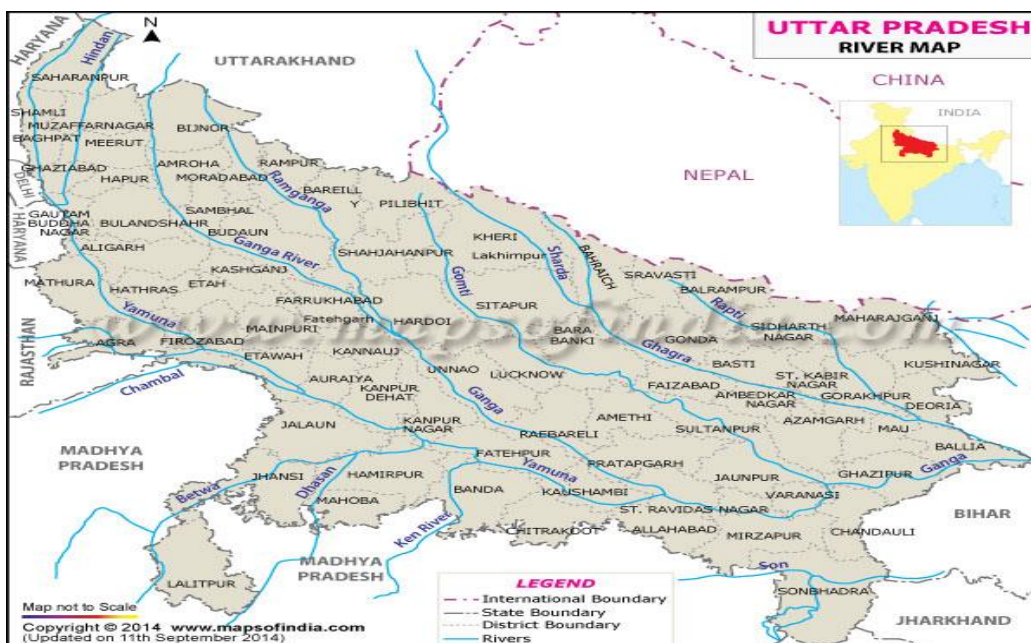 UTTAR PRADESH
RIVER MAP
N
HARYANA
Hindan
UTTARAKHAND
CHINA
INDIA
SAHARANPUR
SHAMLI
MUZAFFARNAGAR
BIJNOR
BAGHPAT
MEERUT
NEPAL
GHAZIABAD
AMROHA
RAMPUR
DELHI
HAPUR
MORADABAD
Ramganga
BAREILL
Y
PILIBHIT
GAUTAM
BUDDHA
NAGAR
HARYANA
BULANDSHAHR
SAMBHAL
BUDAUN
KHERI
Lakhimpur
Sharda
BAHRAICH
ALIGARH
Ganga River
SHAHJAHANPUR
SRAVASTI
KASHGANJ
Gomti
BALRAMPUR
MATHURA
HATHRAS
ETAH
FARRUKHABAD
SITAPUR
Rapti
Yamuna
Fatehgarh
HARDOI
MAHARAJGANJ
www.mapsofindia.com
MAINPURI
BARA
BANKI
SIDHARTH
NAGAR
RAJASTHAN
AGRA
FIROZABAD
ETAWAH
KANNAUJ
Ghagra
GONDA
KUSHINAGAR
Chambal
UNNAO
LUCKNOW
BASTI
ST. KABIR
NAGAR
AURAIYA
KANPUR
DEHAT
Ganga
FAIZABAD
AMBEDKAR
NAGAR
GORAKHPUR
DEORIA
JALAUN
KANPUR
NAGAR
RAEBARELI
AMETHI
SULTANPUR
AZAMGARH
MAU
MADHYA
PRADESH
BALLIA
FATEHPUR
Yamuna
PRATAPGARH
JAUNPUR
GHAZIPUR
Ganga
JHANSI
Dhasan
HAMIRPUR
Betwa
MAHOBA
BANDA
KAUSHAMBI
VARANASI
ST. RAVIDAS NAGAR
BIHAR
Ken River
CHITRAKOOT
ALLAHABAD
MIRZAPUR
CHANDAULI
MADHYA
PRADESH
Son
LALITPUR
SONBHADRA
JHARKHAND
LEGEND
International Boundary
State Boundary
District Boundary
Rivers
Map not to Scale
Copyright © 2014 www.mapsofindia.com
(Updated on 11th September 2014)